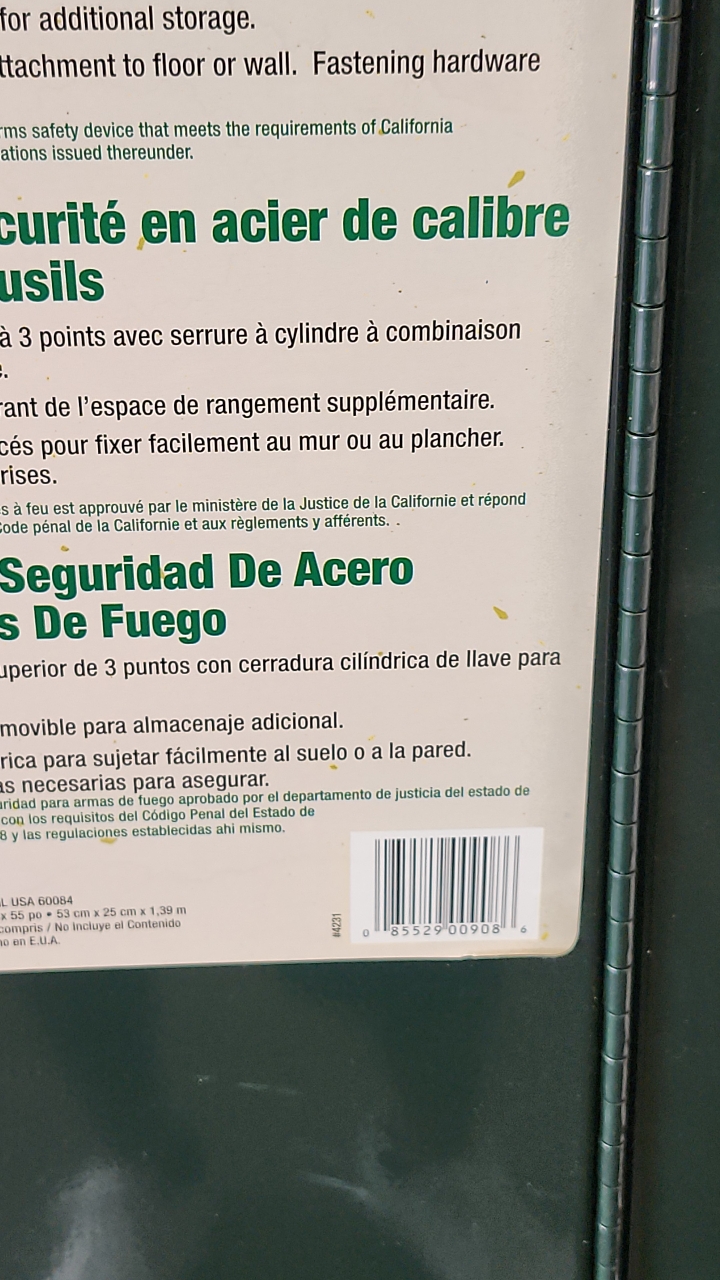 for additional storage.
ttachment to floor or wall. Fastening hardware
rms safety device that meets the requirements of California
ations issued thereunder.
curité en acier de calibre
usils
à 3 points avec serrure à cylindre à combinaison
e.
rant de l'espace de rangement supplémentaire.
cés pour fixer facilement au mur ou au plancher.
rises.
s à feu est approuvé par le ministère de la Justice de la Californie et répond
Code pénal de la Californie et aux règlements y afférents.
Seguridad De Acero
s De Fuego
uperior de 3 puntos con cerradura cilíndrica de llave para
movible para almacenaje adicional.
rica para sujetar fácilmente al suelo o a la pared.
as necesarias para asegurar.
uridad para armas de fuego aprobado por el departamento de justicia del estado de
con los requisitos del Código Penal del Estado de
8 y las regulaciones establecidas ahi mismo.
L USA 60084
x 55 po • 53 cm x 25 cm x 1,39 m
compris / No Incluye el Contenido
ho en E.U.A.
#4231
0 85529 00908 6